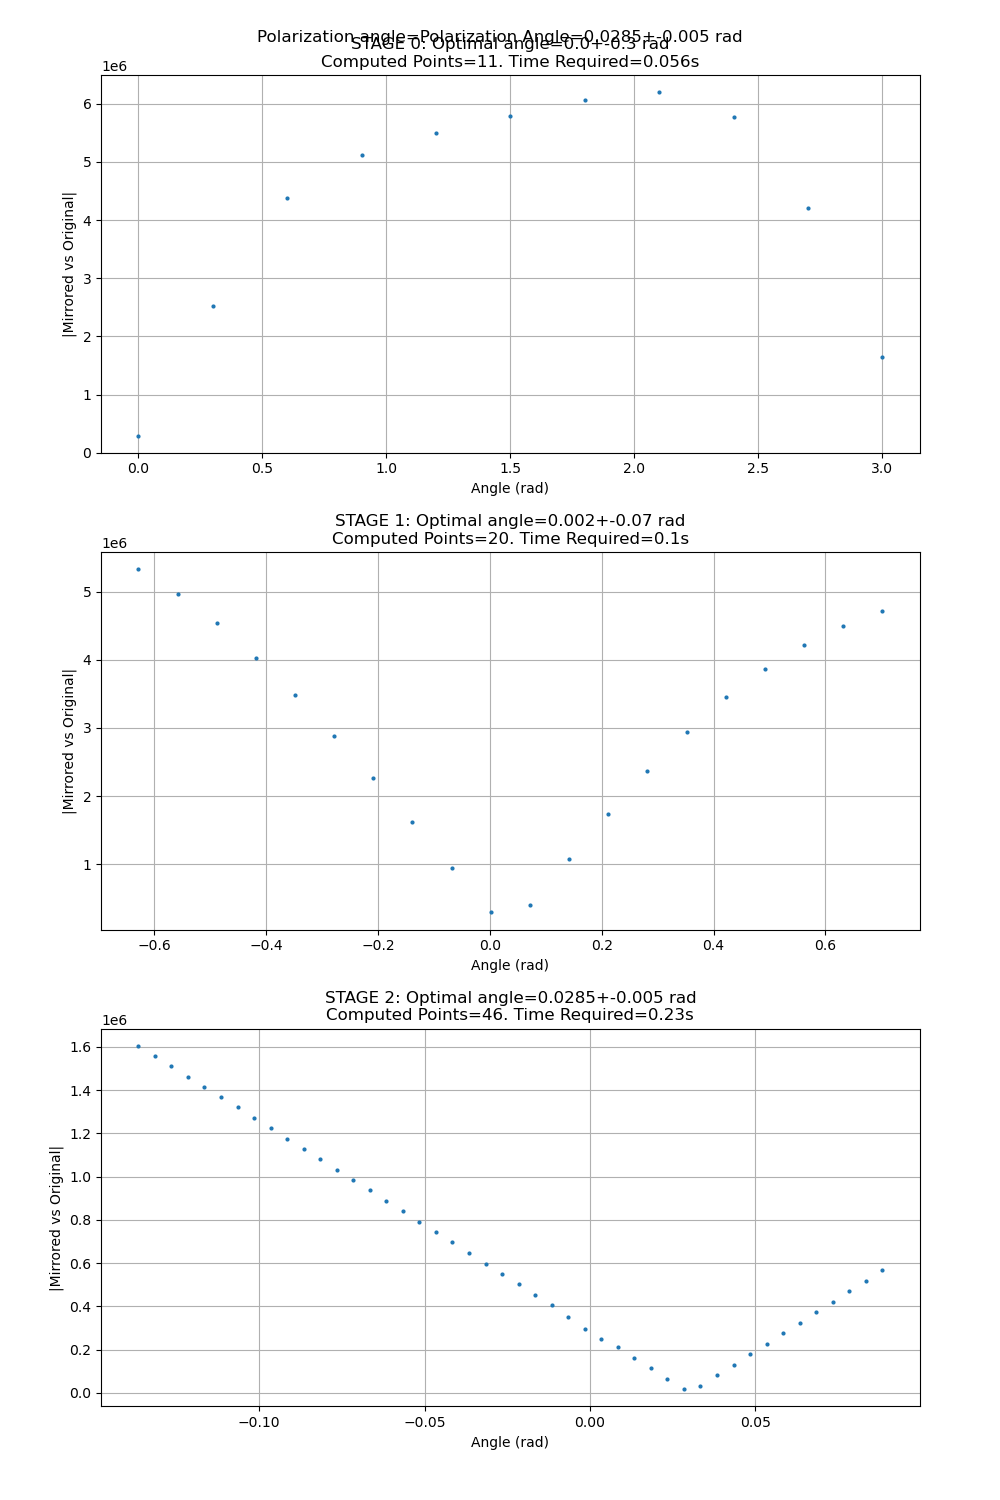 Polarization angle=Polarization Angle=0.0285+-0.005 rad
STAGE 0: Optimal angle=0.0+-0.3 rad
Computed Points=11. Time Required=0.056s
1e6
6
5
4
3
2
1
0
|Mirrored vs Original|
0.0 0.5 1.0 1.5 2.0 2.5 3.0
Angle (rad)
STAGE 1: Optimal angle=0.002+-0.07 rad
Computed Points=20. Time Required=0.1s
1e6
5
4
3
2
1
|Mirrored vs Original|
−0.6 −0.4 −0.2 0.0 0.2 0.4 0.6
Angle (rad)
STAGE 2: Optimal angle=0.0285+-0.005 rad
Computed Points=46. Time Required=0.23s
1e6
1.6
1.4
1.2
1.0
0.8
0.6
0.4
0.2
0.0
|Mirrored vs Original|
−0.10 −0.05 0.00 0.05
Angle (rad)